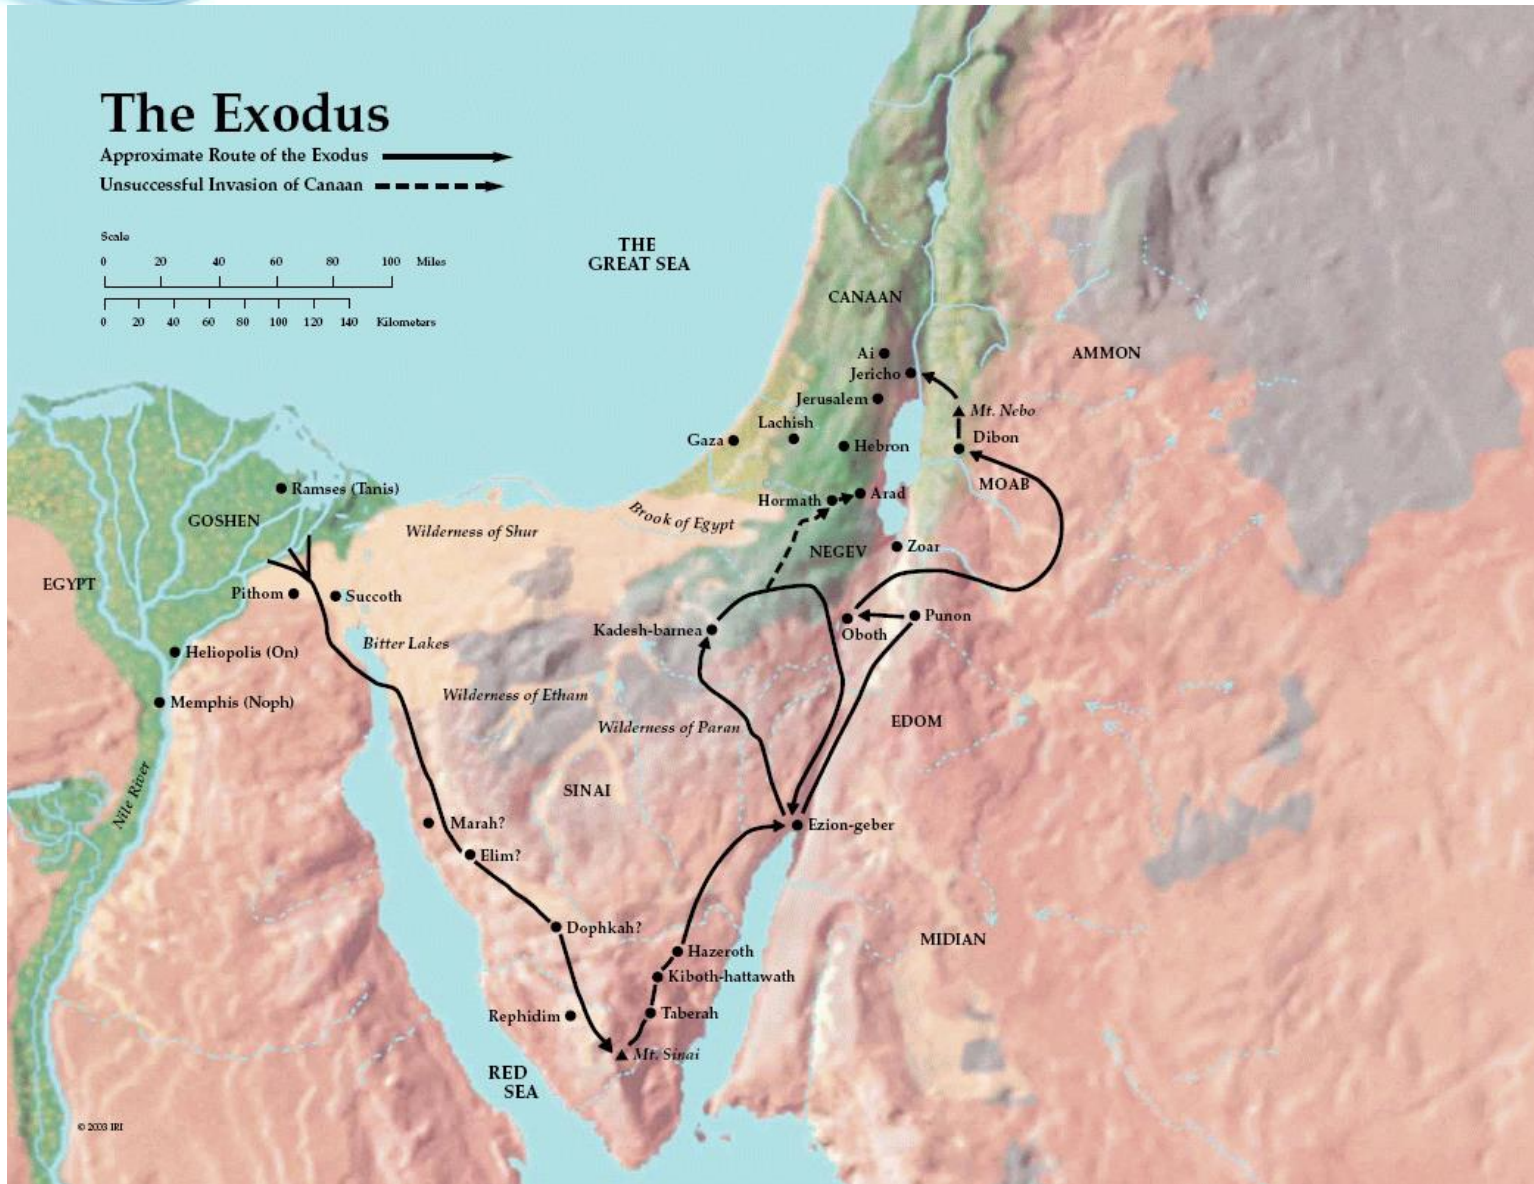 The Exodus
Approximate Route of the Exodus
Unsuccessful Invasion of Canaan
Scale
0 20 40 60 80 100 Miles
0 20 40 60 80 100 120 140 Kilometers
THE
GREAT SEA
CANAAN
Ai
Jericho
AMMON
Jerusalem
Mt. Nebo
Lachish
Gaza
Hebron
Dibon
MOAB
Ramses (Tanis)
Hormath
Arad
GOSHEN
Wilderness of Shur
Brook of Egypt
NEGEV
Zoar
EGYPT
Pithom
Succoth
Punon
Kadesh-barnea
Oboth
Bitter Lakes
Heliopolis (On)
Wilderness of Etham
Memphis (Noph)
Wilderness of Paran
EDOM
Nile River
SINAI
Marah?
Ezion-geber
Elim?
Dophkah?
MIDIAN
Hazeroth
Kiboth-hattawath
Rephidim
Taberah
Mt. Sinai
RED
SEA
© 2003 IRI